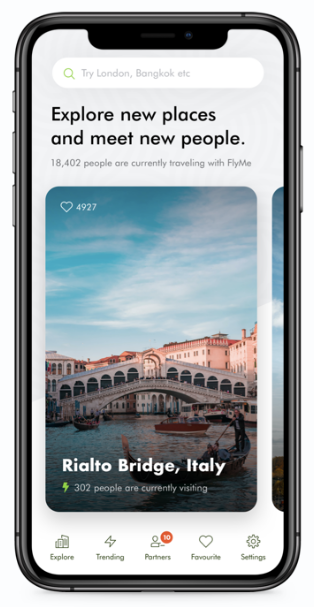 Try London, Bangkok etc
Explore new places
and meet new people.
18,402 people are currently traveling with FlyMe
4927
Rialto Bridge, Italy
302 people are currently visiting
10
Explore Trending Partners Favourite Settings